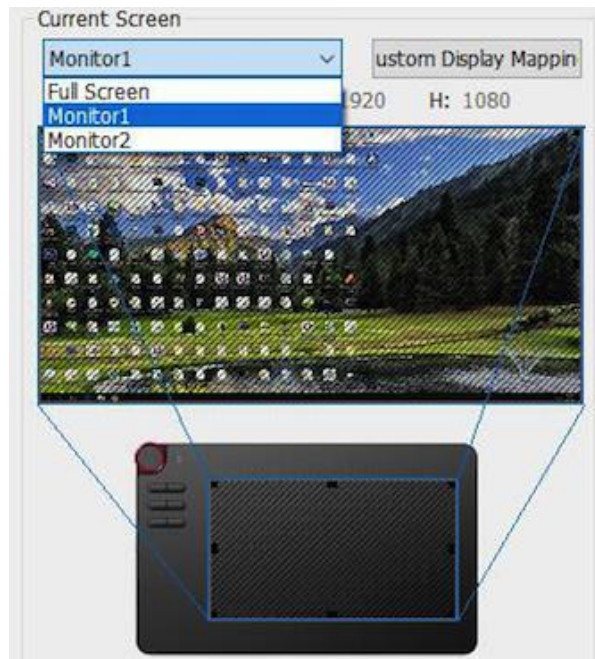 Current Screen
Monitor1
ustom Display Mappin
Full Screen
1920 H: 1080
Monitor1
Monitor2